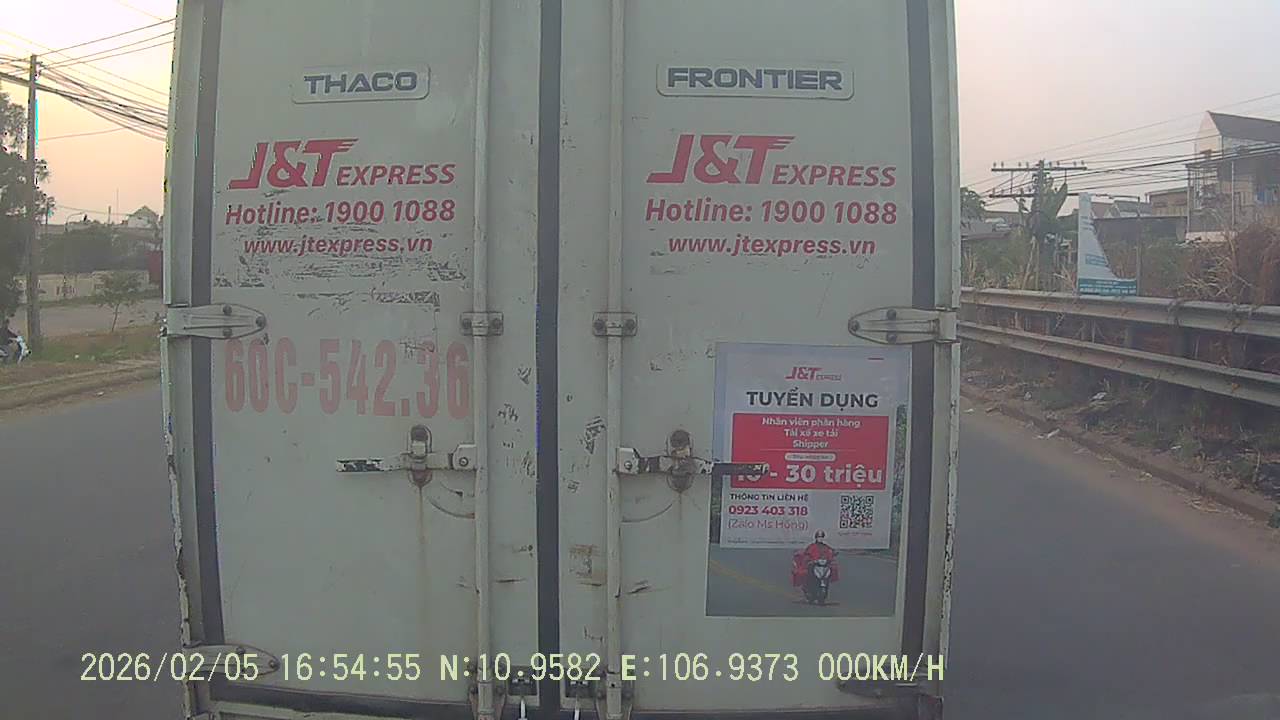 THACO
FRONTIER
J&T EXPRESS
Hotline: 1900 1088
www.jtexpress.vn
J&T EXPRESS
Hotline: 1900 1088
www.jtexpress.vn
60C-542.36
J&T EXPRESS
TUYỂN DỤNG
Nhân viên phân hàng
Tài xế xe tải
Shipper
- 30 triệu
THÔNG TIN LIÊN HỆ
0923 403 318
(Zalo Ms Hồng)
2026/02/05 16:54:55 N:10.9582 E:106.9373 000KM/H